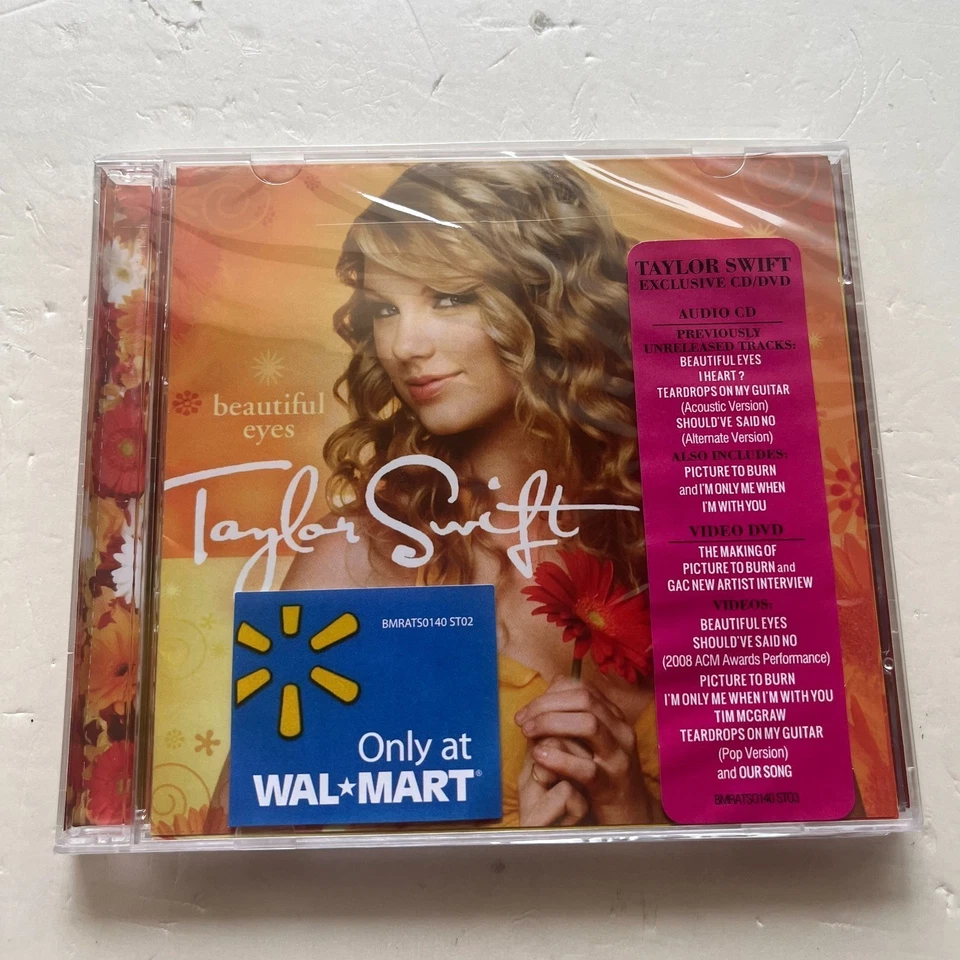 beautiful
eyes
Taylor Swift
BMRATS0140 ST02
Only at
WAL★MART®
TAYLOR SWIFT
EXCLUSIVE CD/DVD
AUDIO CD
PREVIOUSLY
UNRELEASED TRACKS:
BEAUTIFUL EYES
I HEART ?
TEARDROPS ON MY GUITAR
(Acoustic Version)
SHOULD'VE SAID NO
(Alternate Version)
ALSO INCLUDES:
PICTURE TO BURN
and I'M ONLY ME WHEN
I'M WITH YOU
VIDEO DVD
THE MAKING OF
PICTURE TO BURN and
GAC NEW ARTIST INTERVIEW
VIDEOS:
BEAUTIFUL EYES
SHOULD'VE SAID NO
(2008 ACM Awards Performance)
PICTURE TO BURN
I'M ONLY ME WHEN I'M WITH YOU
TIM MCGRAW
TEARDROPS ON MY GUITAR
(Pop Version)
and OUR SONG
BMRATS0140 ST03